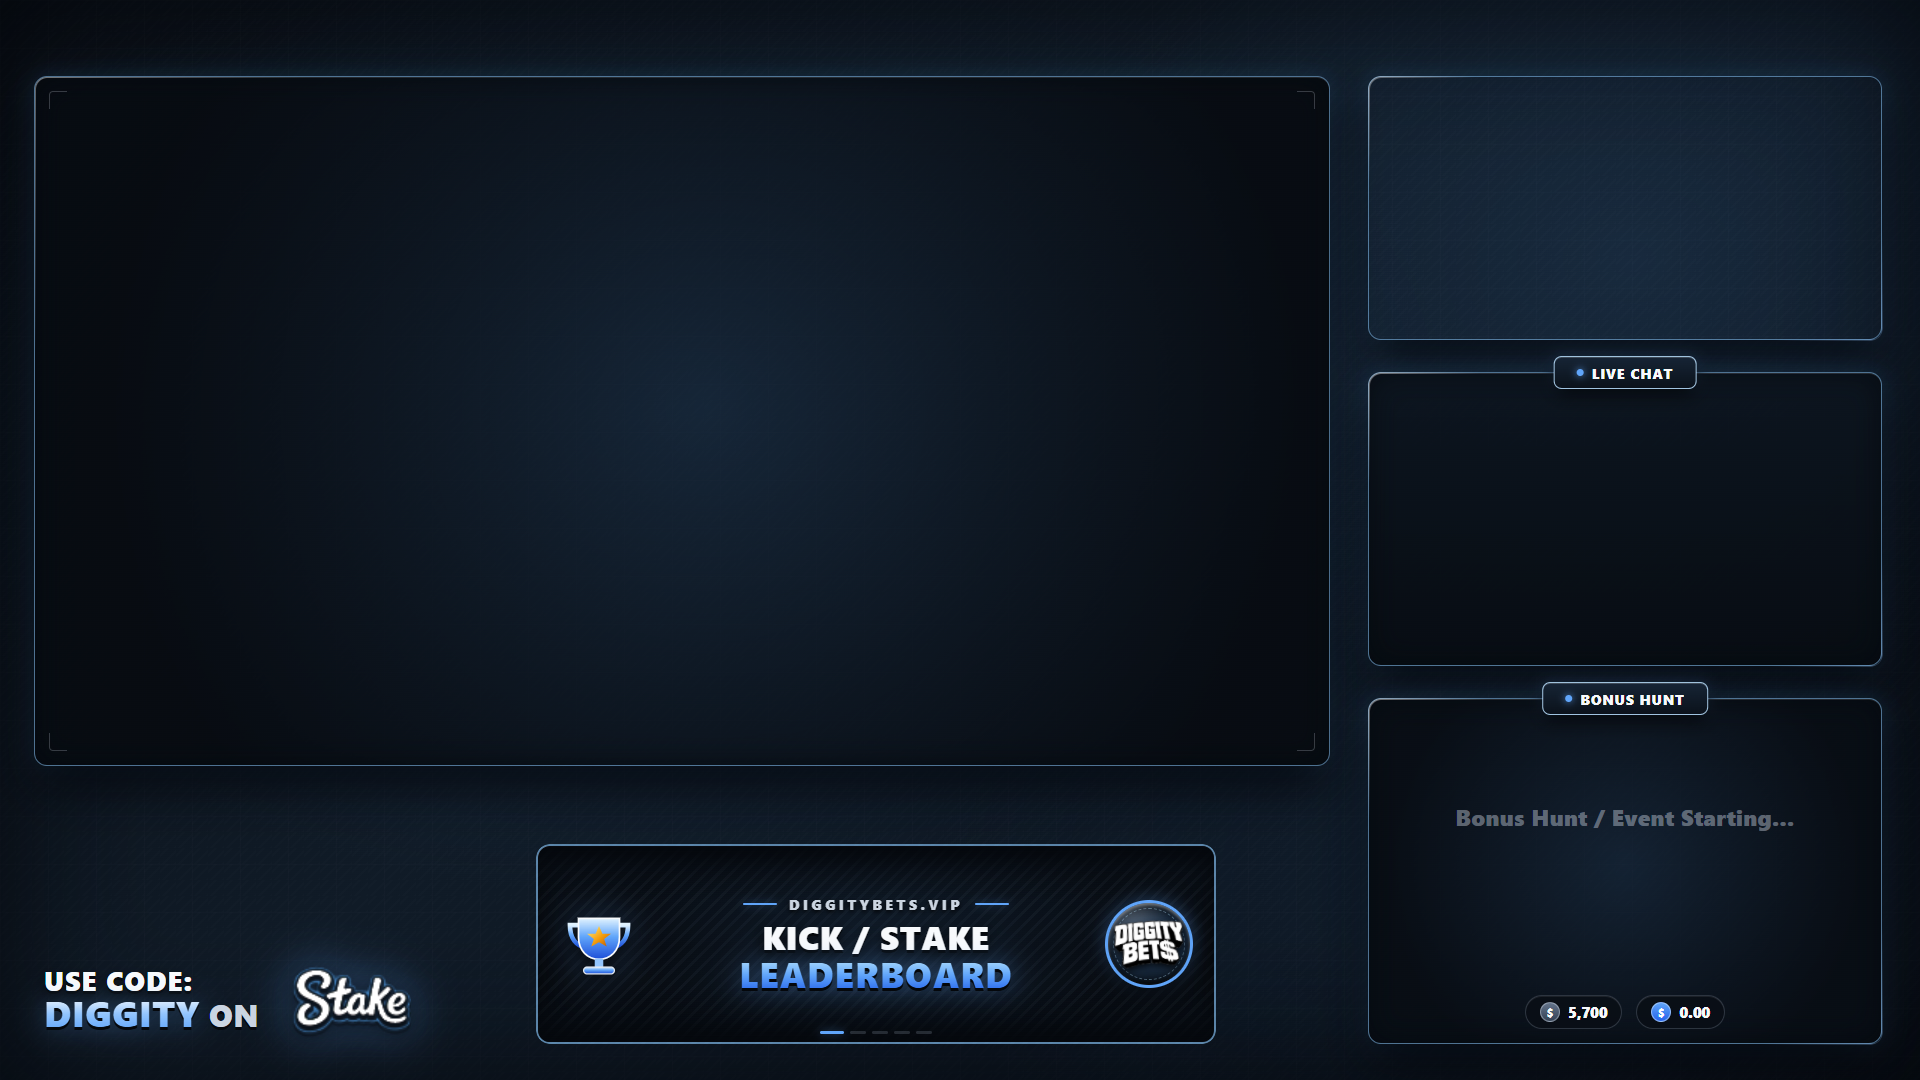 LIVE CHAT
BONUS HUNT
Bonus Hunt / Event Starting...
$ 5,700
$ 0.00
DIGGITYBETS.VIP
KICK / STAKE
LEADERBOARD
DIGGITY
BET$
USE CODE:
DIGGITY ON
Stake